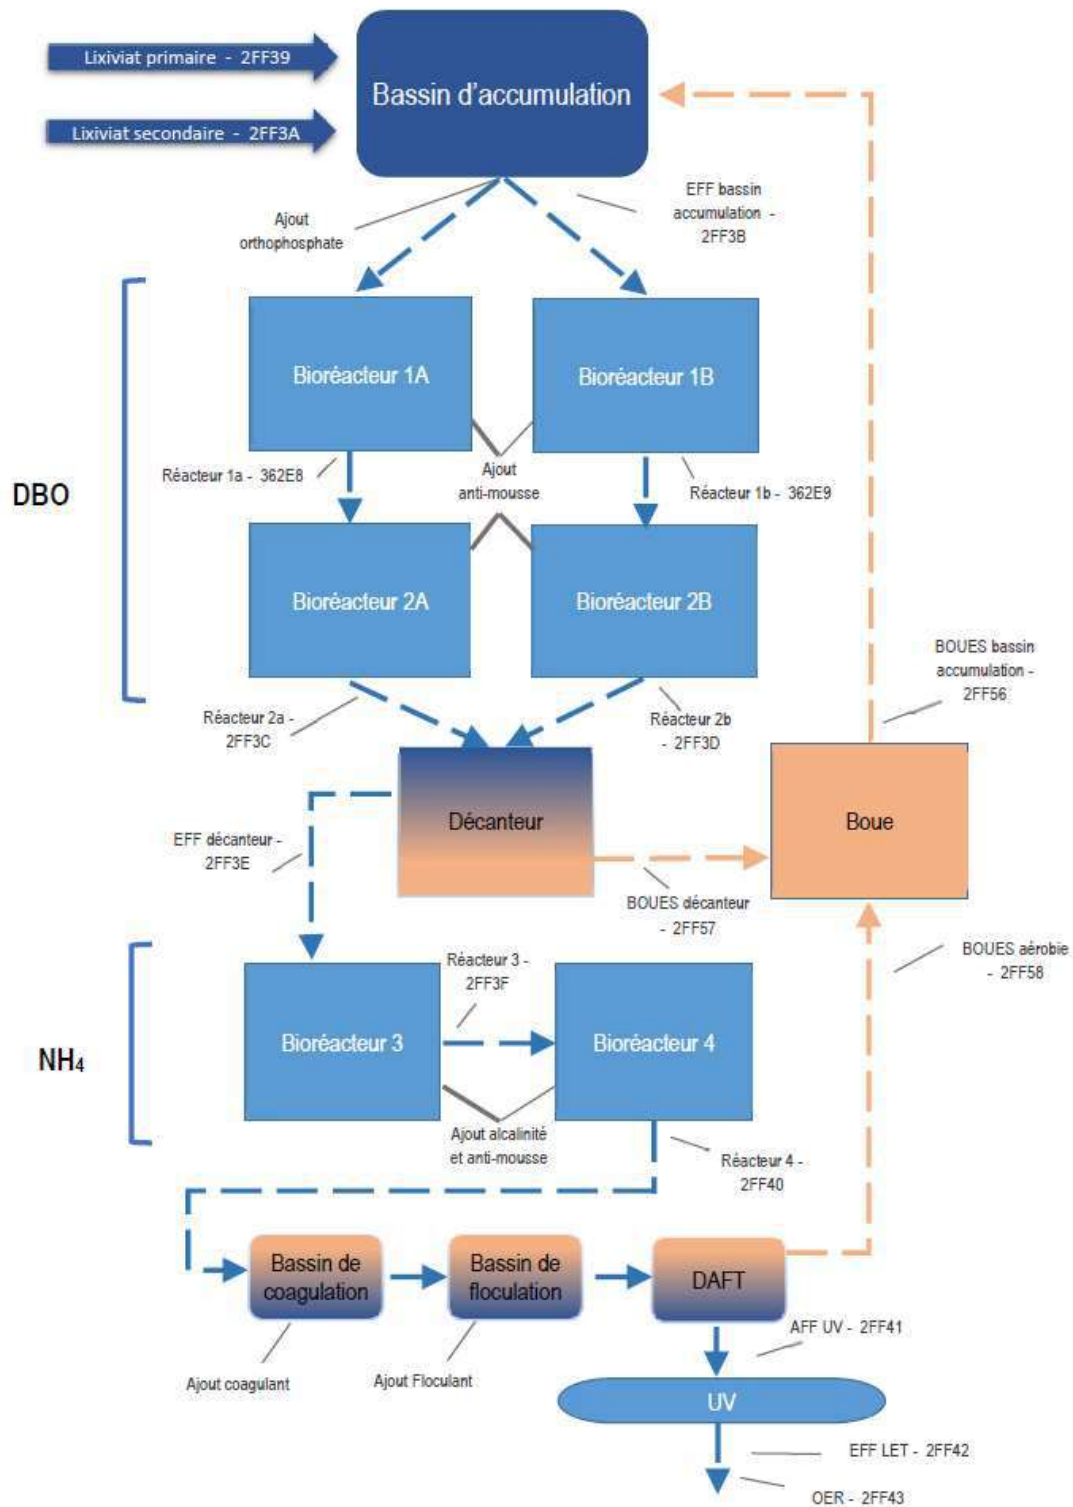 Lixiviat primaire - 2FF39
Bassin d'accumulation
Lixiviat secondaire - 2FF3A
Ajout
orthophosphate
EFF bassin
accumulation -
2FF3B
DBO
Bioréacteur 1A
Bioréacteur 1B
Réacteur 1a - 362E8
Ajout
anti-mousse
Réacteur 1b - 362E9
Bioréacteur 2A
Bioréacteur 2B
BOUES bassin
accumulation -
2FF56
Réacteur 2a -
2FF3C
Réacteur 2b
- 2FF3D
Décanteur
Boue
EFF décanteur -
2FF3E
BOUES décanteur
- 2FF57
BOUES aérobie
- 2FF58
NH₄
Réacteur 3 -
2FF3F
Bioréacteur 3
Bioréacteur 4
Ajout alcalinité
et anti-mousse
Réacteur 4 -
2FF40
Bassin de
coagulation
Bassin de
floculation
DAFT
Ajout coagulant
Ajout Floculant
AFF UV - 2FF41
UV
EFF LET - 2FF42
OER - 2FF43